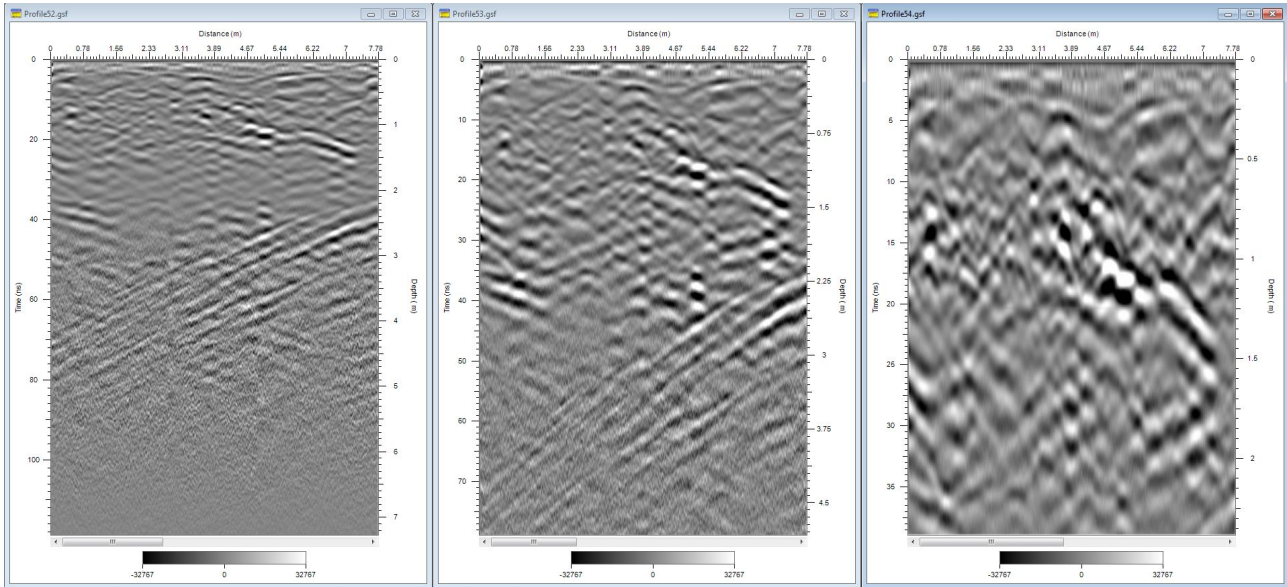 Profile52.gsf
Distance (m)
0 0.78 1.56 2.33 3.11 3.89 4.67 5.44 6.22 7 7.78
0
20
40
60
80
100
Time (ns)
0
1
2
3
4
5
6
7
Depth ( m)
-32767 0 32767
Profile53.gsf
Distance (m)
0 0.78 1.56 2.33 3.11 3.89 4.67 5.44 6.22 7 7.78
0
10
20
30
40
50
60
70
Time (ns)
0
0.75
1.5
2.25
3
3.75
4.5
Depth ( m)
-32767 0 32767
Profile54.gsf
Distance (m)
0 0.78 1.56 2.33 3.11 3.89 4.67 5.44 6.22 7 7.78
0
5
10
15
20
25
30
35
Time (ns)
0
0.5
1
1.5
2
Depth ( m)
-32767 0 32767